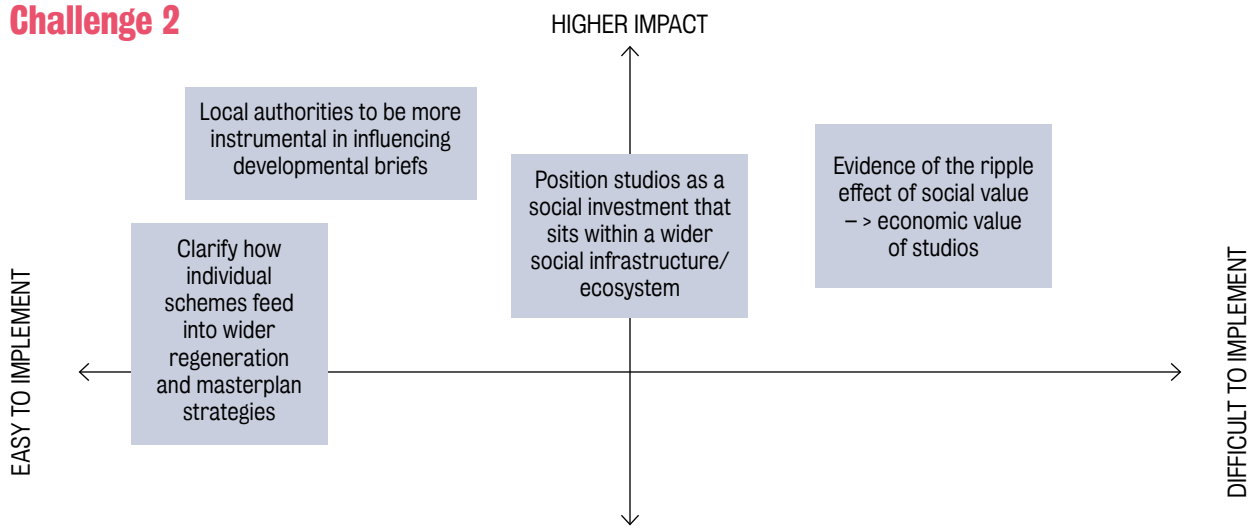 Challenge 2
HIGHER IMPACT
Local authorities to be more
instrumental in influencing
developmental briefs
Position studios as a
social investment that
sits within a wider
social infrastructure/
ecosystem
Evidence of the ripple
effect of social value
– > economic value
of studios
Clarify how
individual
schemes feed
into wider
regeneration
and masterplan
strategies
EASY TO IMPLEMENT
DIFFICULT TO IMPLEMENT